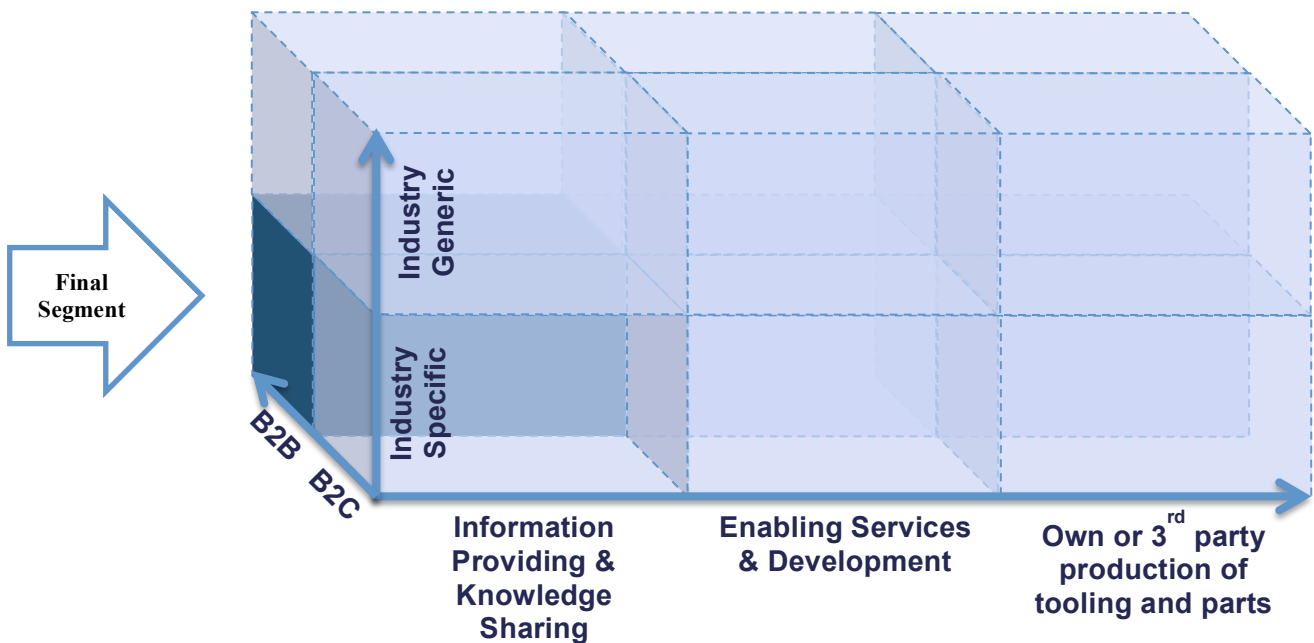 Final
Segment
Industry
Generic
Industry
Specific
B2B
B2C
Information
Providing &
Knowledge
Sharing
Enabling Services
& Development
Own or 3rd party
production of
tooling and parts